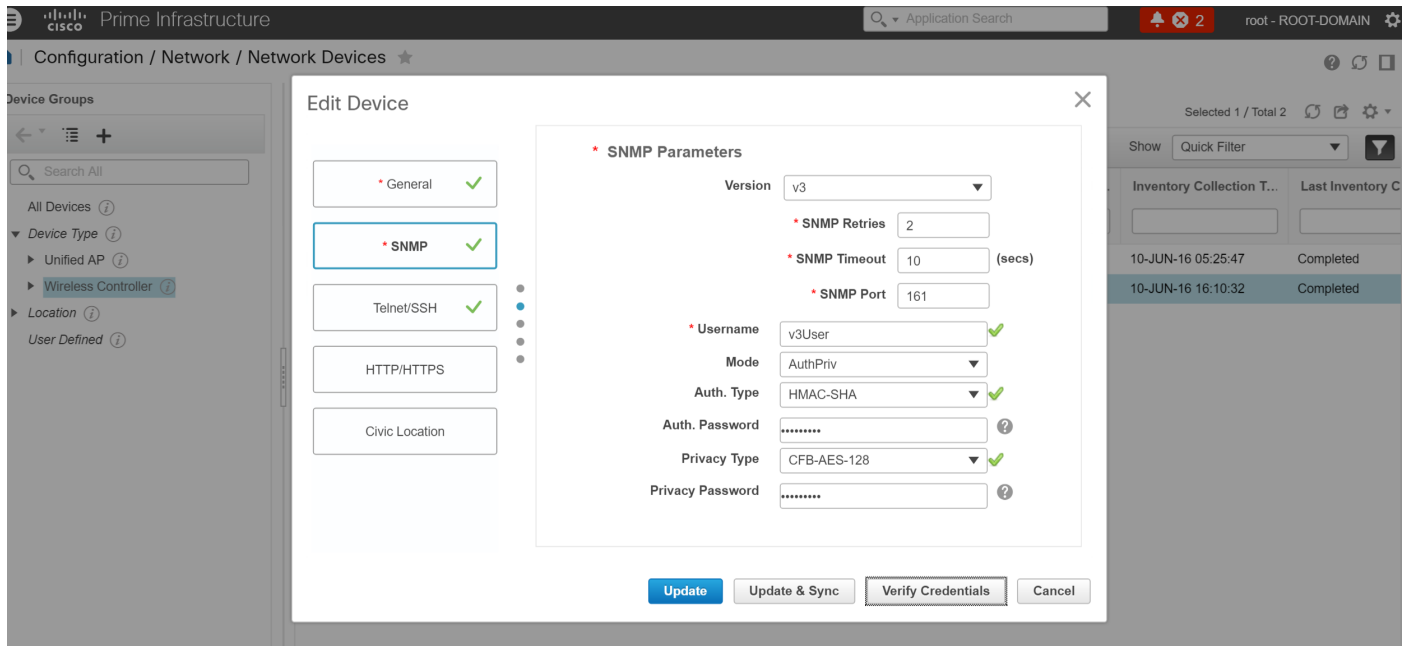 cisco Prime Infrastructure
Application Search
2
root - ROOT-DOMAIN
Configuration / Network / Network Devices
Device Groups
Search All
All Devices
Device Type
Unified AP
Wireless Controller
Location
User Defined
Edit Device
* General
* SNMP
Telnet/SSH
HTTP/HTTPS
Civic Location
* SNMP Parameters
Version v3
* SNMP Retries 2
* SNMP Timeout 10 (secs)
* SNMP Port 161
* Username v3User
Mode AuthPriv
Auth. Type HMAC-SHA
Auth. Password •••••••••
Privacy Type CFB-AES-128
Privacy Password •••••••••
Update Update & Sync Verify Credentials Cancel
Selected 1 / Total 2
Show Quick Filter
Inventory Collection T... Last Inventory C
10-JUN-16 05:25:47 Completed
10-JUN-16 16:10:32 Completed